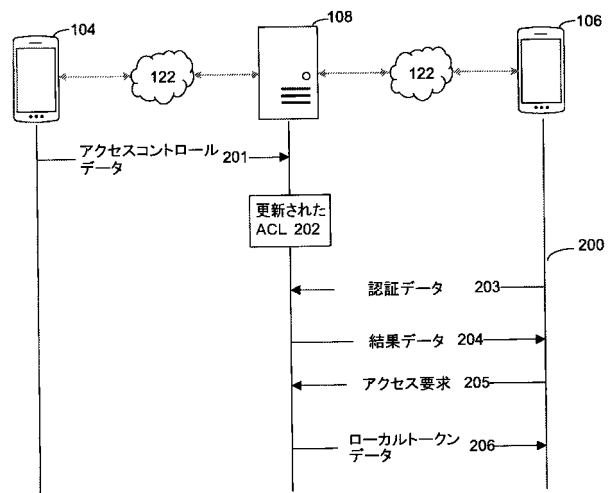 104
108
106
122
122
アクセスコントロール
データ
201
更新された
ACL 202
200
認証データ 203
結果データ 204
アクセス要求 205
ローカルトークン
データ
206